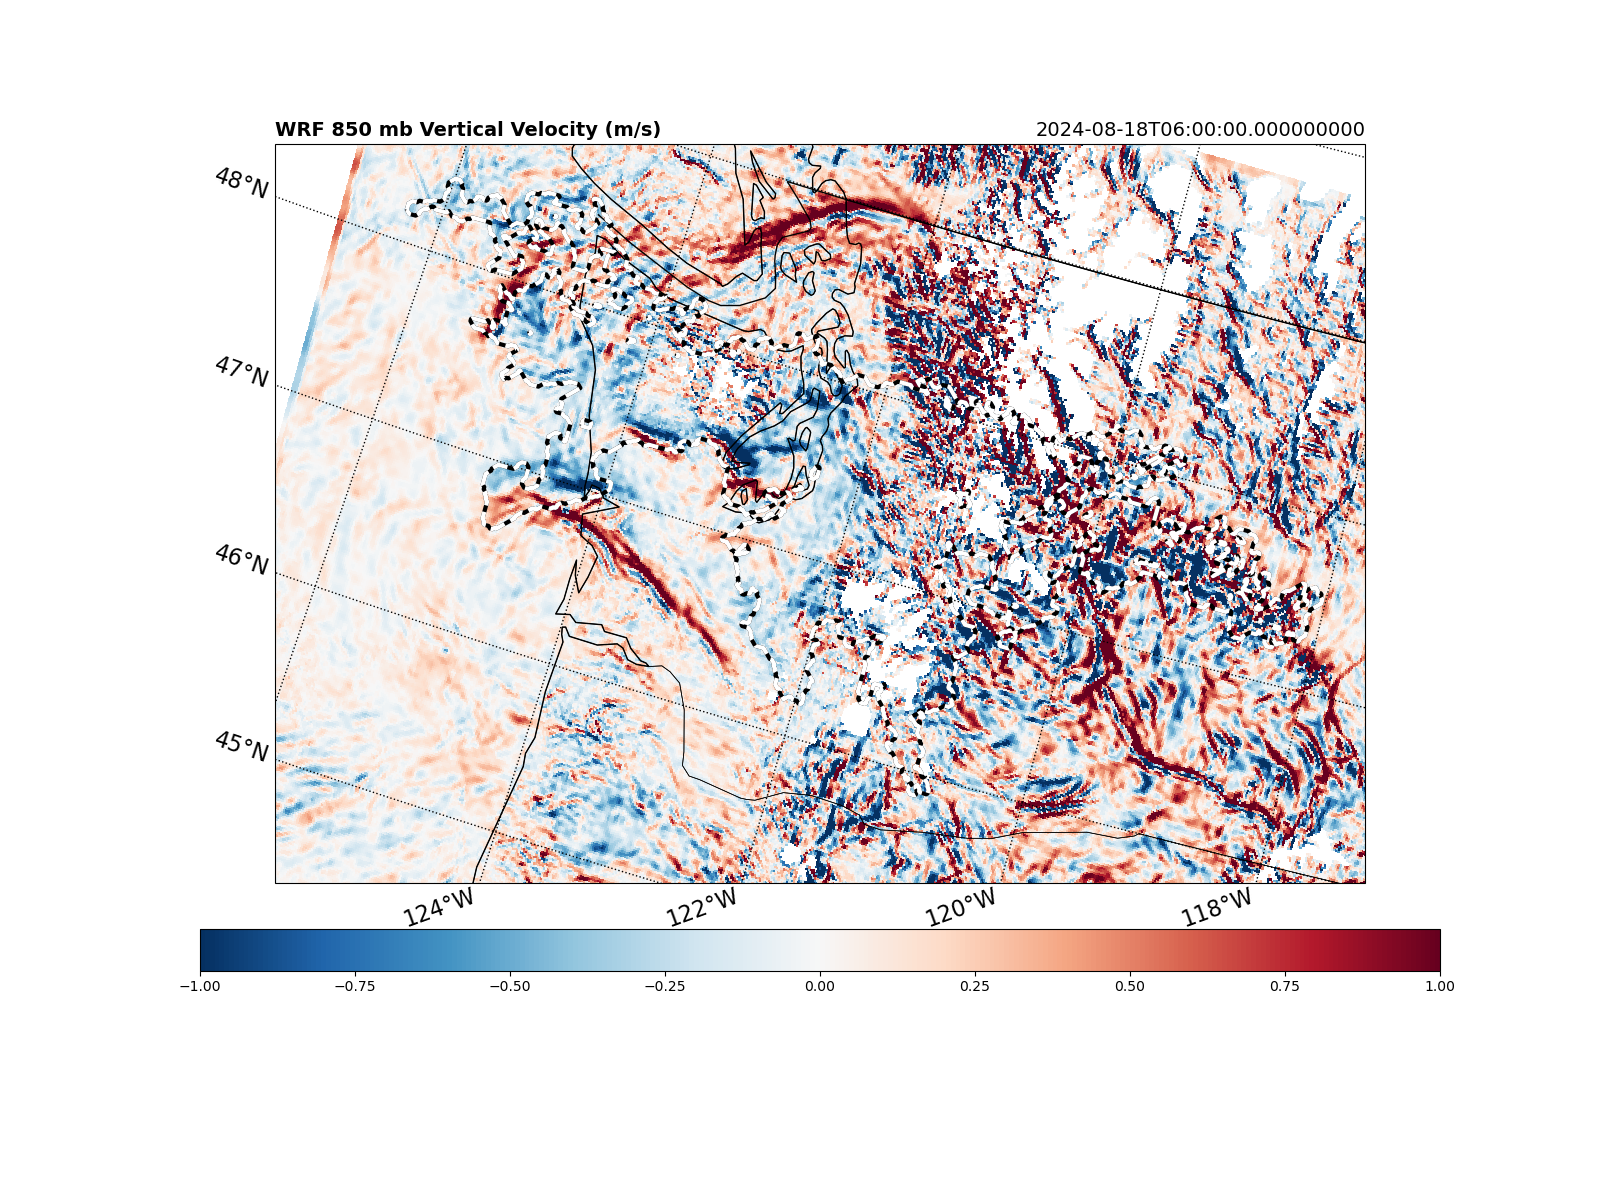 WRF 850 mb Vertical Velocity (m/s) 2024-08-18T06:00:00.000000000
48°N
47°N
46°N
45°N
124°W 122°W 120°W 118°W
−1.00 −0.75 −0.50 −0.25 0.00 0.25 0.50 0.75 1.00